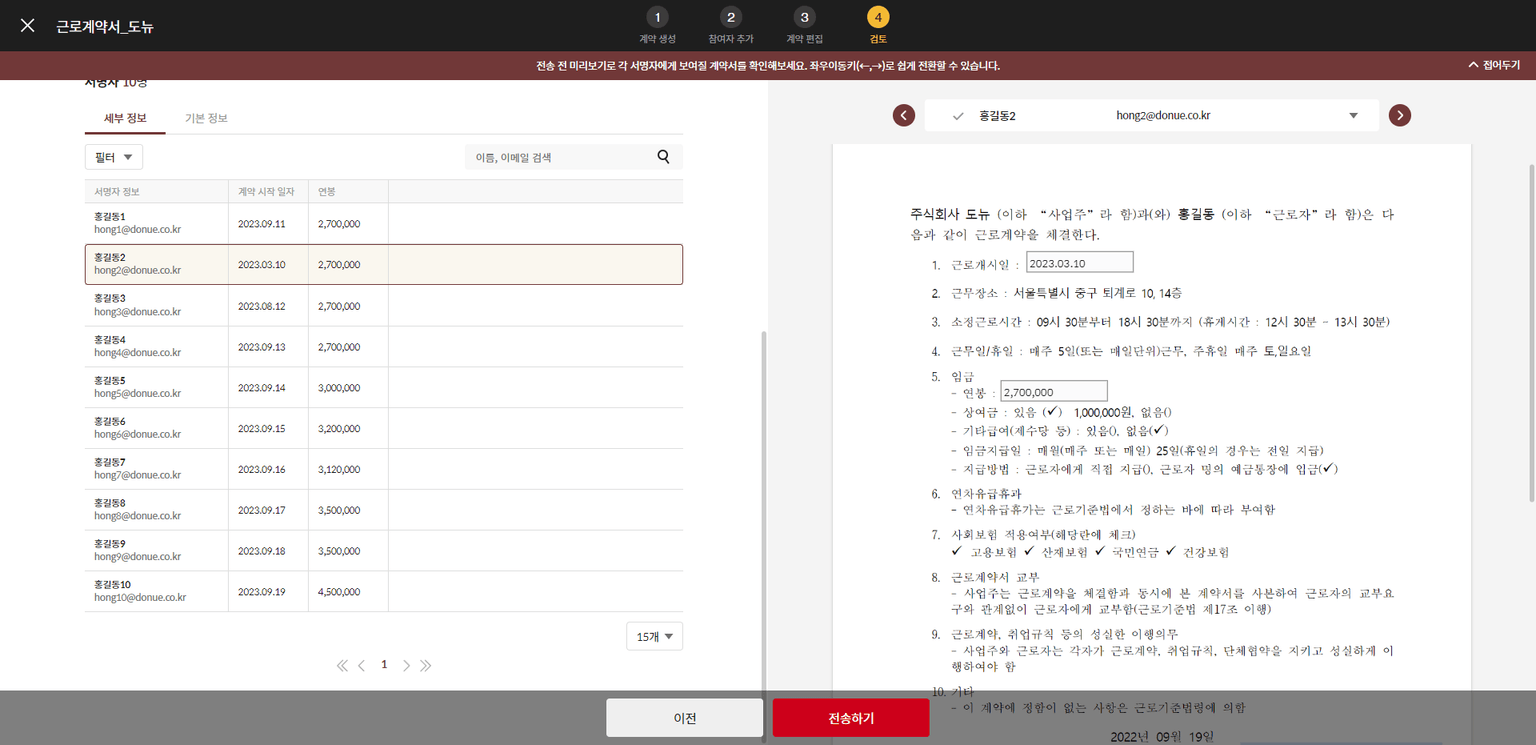 근로계약서_도뉴
1 2 3 4
계약 생성 참여자 추가 계약 편집 검토
전송 전 미리보기로 각 서명자에게 보여질 계약서를 확인해보세요. 좌우이동키(←,→)로 쉽게 전환할 수 있습니다.
접어두기
서명자 10명
세부 정보 기본 정보
필터
이름, 이메일 검색
서명자 정보 계약 시작 일자 연봉
홍길동1
hong1@donue.co.kr
2023.09.11 2,700,000
홍길동2
hong2@donue.co.kr
2023.03.10 2,700,000
홍길동3
hong3@donue.co.kr
2023.08.12 2,700,000
홍길동4
hong4@donue.co.kr
2023.09.13 2,700,000
홍길동5
hong5@donue.co.kr
2023.09.14 3,000,000
홍길동6
hong6@donue.co.kr
2023.09.15 3,200,000
홍길동7
hong7@donue.co.kr
2023.09.16 3,120,000
홍길동8
hong8@donue.co.kr
2023.09.17 3,500,000
홍길동9
hong9@donue.co.kr
2023.09.18 3,500,000
홍길동10
hong10@donue.co.kr
2023.09.19 4,500,000
15개
1
홍길동2 hong2@donue.co.kr
주식회사 도뉴 (이하 “사업주”라 함)과(와) 홍길동 (이하 “근로자”라 함)은 다
음과 같이 근로계약을 체결한다.
1. 근로개시일 : 2023.03.10
2. 근무장소 : 서울특별시 중구 퇴계로 10, 14층
3. 소정근로시간 : 09시 30분부터 18시 30분까지 (휴게시간 : 12시 30분 - 13시 30분)
4. 근무일/휴일 : 매주 5일(또는 매일단위)근무, 주휴일 매주 토,일요일
5. 임금
- 연봉 : 2,700,000
- 상여금 : 있음 (✓) 1,000,000원, 없음()
- 기타급여(제수당 등) : 있음(), 없음(✓)
- 임금지급일 : 매월(매주 또는 매일) 25일(휴일의 경우는 전일 지급)
- 지급방법 : 근로자에게 직접 지급(), 근로자 명의 예금통장에 입금(✓)
6. 연차유급휴과
- 연차유급휴가는 근로기준법에서 정하는 바에 따라 부여함
7. 사회보험 적용여부(해당란에 체크)
✓ 고용보험 ✓ 산재보험 ✓ 국민연금 ✓ 건강보험
8. 근로계약서 교부
- 사업주는 근로계약을 체결함과 동시에 본 계약서를 사본하여 근로자의 교부요
구와 관계없이 근로자에게 교부함(근로기준법 제17조 이행)
9. 근로계약, 취업규칙 등의 성실한 이행의무
- 사업주와 근로자는 각자가 근로계약, 취업규칙, 단체협약을 지키고 성실하게 이
행하여야 함
10. 기타
- 이 계약에 정함이 없는 사항은 근로기준법령에 의함
2022년 09월 19일
이전 전송하기